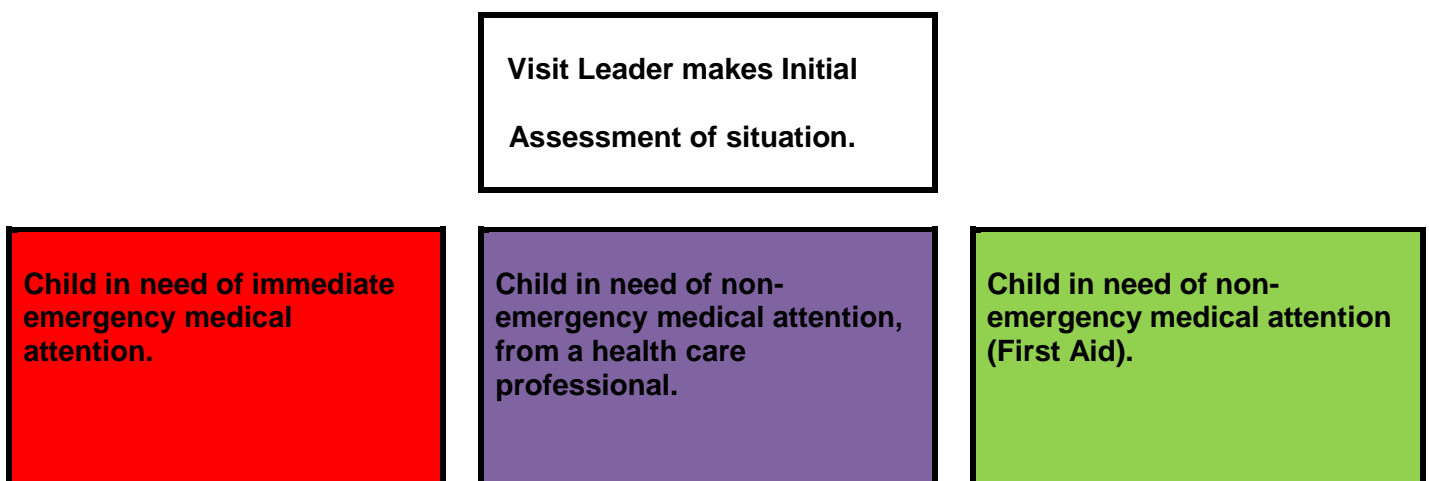 Visit Leader makes Initial
Assessment of situation.
Child in need of immediate
emergency medical
attention.
Child in need of non-
emergency medical attention,
from a health care
professional.
Child in need of non-
emergency medical attention
(First Aid).